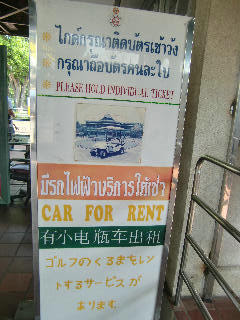 ไกด์กรุณาติดบัตรเข้าวัง
กรุณาถือบัตรคนละใบ
PLEASE HOLD INDIVIDUAL TICKET
มีรถไฟฟ้าบริการให้เช่า
CAR FOR RENT
有小电瓶车出租
ゴルフのくるまをレン
トするサービスが
あります